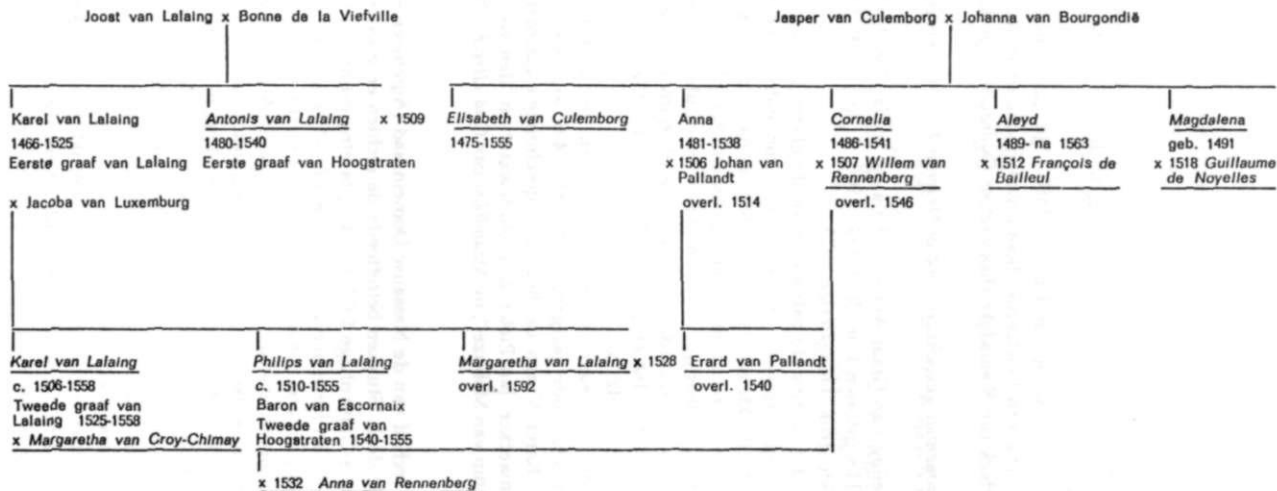 Joost van Lalaing x Bonne de la Viefville
Jasper van Culemborg x Johanna van Bourgondië
Karel van Lalaing
1466-1525
Eerste graaf van Lalaing
x Jacoba van Luxemburg
Antonis van Lalaing x 1509
1480-1540
Eerste graaf van Hoogstraten
Elisabeth van Culemborg
1475-1555
Anna
1481-1538
x 1506 Johan van
Pallandt
overl. 1514
Cornelia
1486-1541
x 1507 Willem van
Rennenberg
overl. 1546
Aleyd
1489- na 1563
x 1512 François de
Bailleul
Magdalena
geb. 1491
x 1518 Guillaume
de Noyelles
Karel van Lalaing
c. 1506-1558
Tweede graaf van
Lalaing 1525-1558
x Margaretha van Croy-Chimay
Philips van Lalaing
c. 1510-1555
Baron van Escornaix
Tweede graaf van
Hoogstraten 1540-1555
x 1532 Anna van Rennenberg
Margaretha van Lalaing x 1528
overl. 1592
Erard van Pallandt
overl. 1540